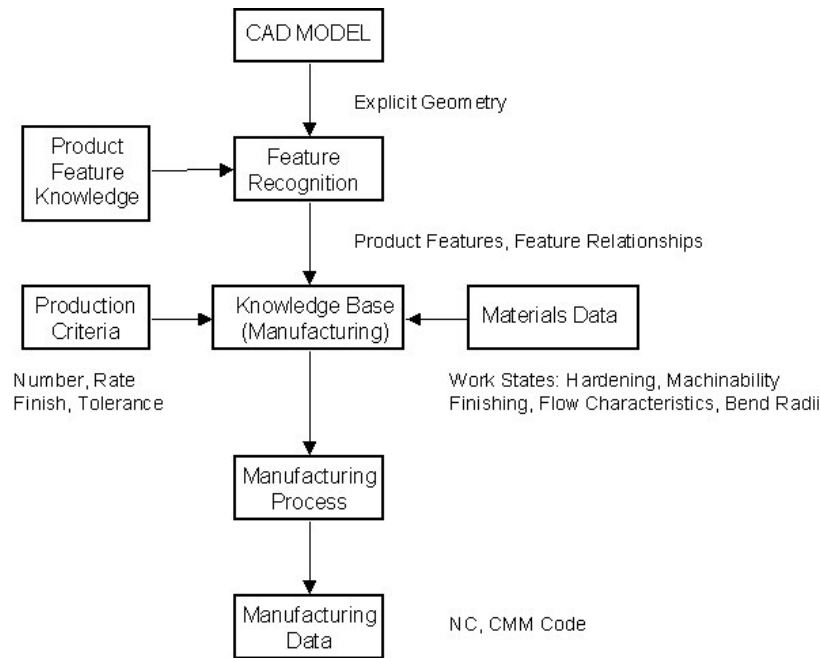 CAD MODEL
Explicit Geometry
Product
Feature
Knowledge
Feature
Recognition
Product Features, Feature Relationships
Production
Criteria
Knowledge Base
(Manufacturing)
Materials Data
Number, Rate
Finish, Tolerance
Work States: Hardening, Machinability
Finishing, Flow Characteristics, Bend Radii
Manufacturing
Process
Manufacturing
Data
NC, CMM Code